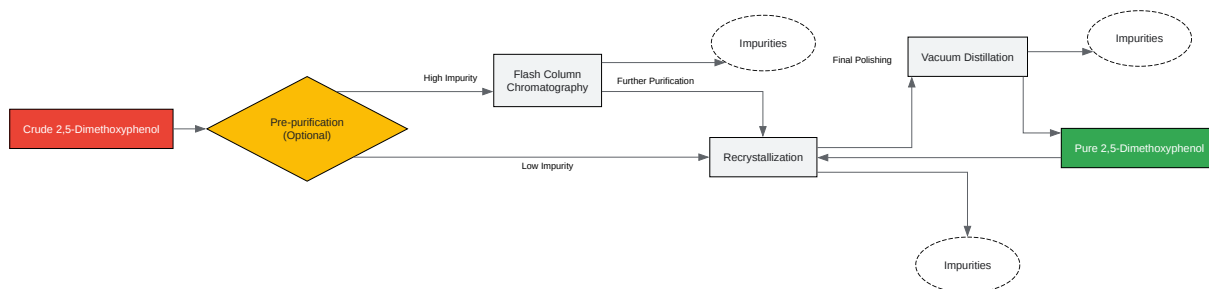 Crude 2,5-Dimethoxyphenol
Pre-purification
(Optional)
High Impurity
Low Impurity
Flash Column
Chromatography
Impurities
Further Purification
Recrystallization
Final Polishing
Vacuum Distillation
Impurities
Pure 2,5-Dimethoxyphenol
Impurities